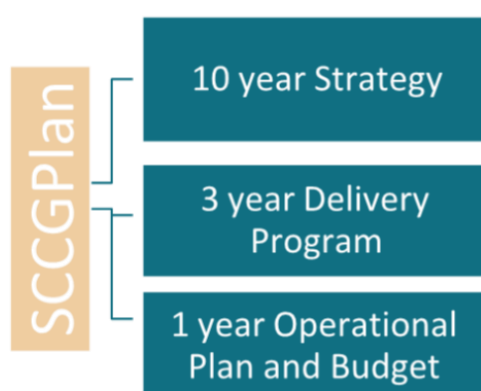 SCCGPlan
10 year Strategy
3 year Delivery
Program
1 year Operational
Plan and Budget